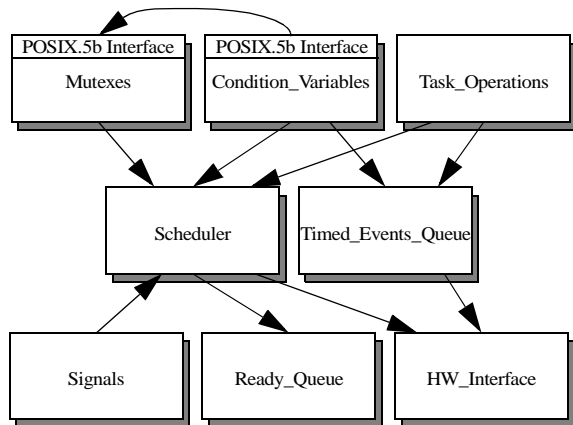 POSIX.5b Interface
Mutexes
POSIX.5b Interface
Condition_Variables
Task_Operations
Scheduler
Timed_Events_Queue
Signals
Ready_Queue
HW_Interface